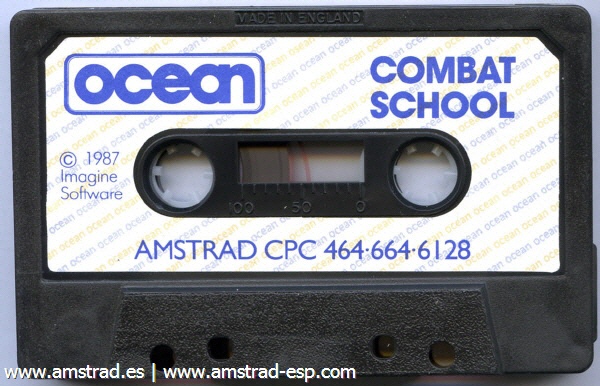 MADE IN ENGLAND
ocean
COMBAT
SCHOOL
© 1987
Imagine
Software
100 50 0
AMSTRAD CPC 464·664·6128
www.amstrad.es | www.amstrad-esp.com